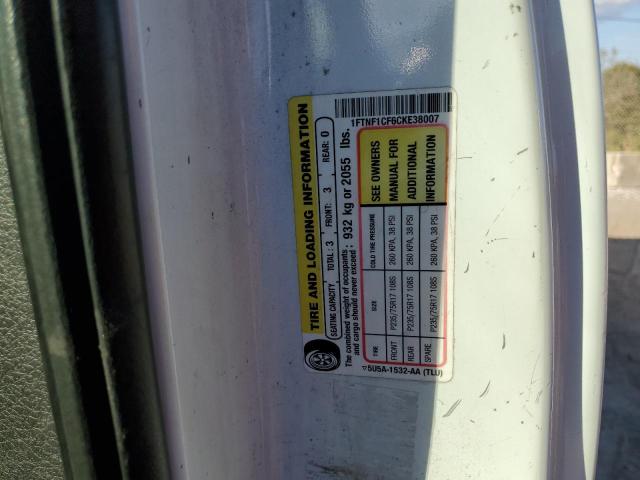 TIRE AND LOADING INFORMATION
SEATING CAPACITY TOTAL: 3 FRONT: 3 REAR: 0
The combined weight of occupants and cargo should never exceed: 932 kg or 2055 lbs.
TIRE SIZE COLD TIRE PRESSURE
FRONT P235/75R17 108S 260 KPA, 38 PSI
REAR P235/75R17 108S 260 KPA, 38 PSI
SPARE P235/75R17 108S 260 KPA, 38 PSI
SEE OWNERS
MANUAL FOR
ADDITIONAL
INFORMATION
5U5A-1532-AA (TLU)
1FTNF1CF6CKE38007